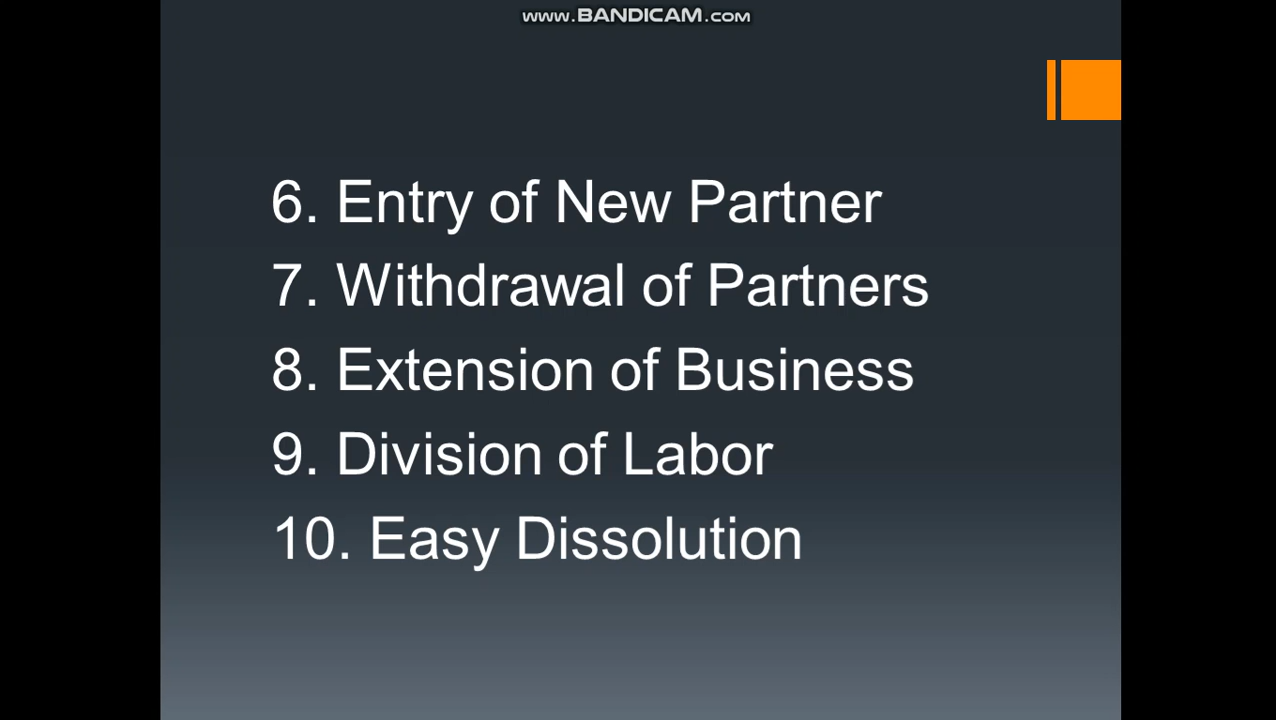 www.BANDICAM.com
6. Entry of New Partner
7. Withdrawal of Partners
8. Extension of Business
9. Division of Labor
10. Easy Dissolution